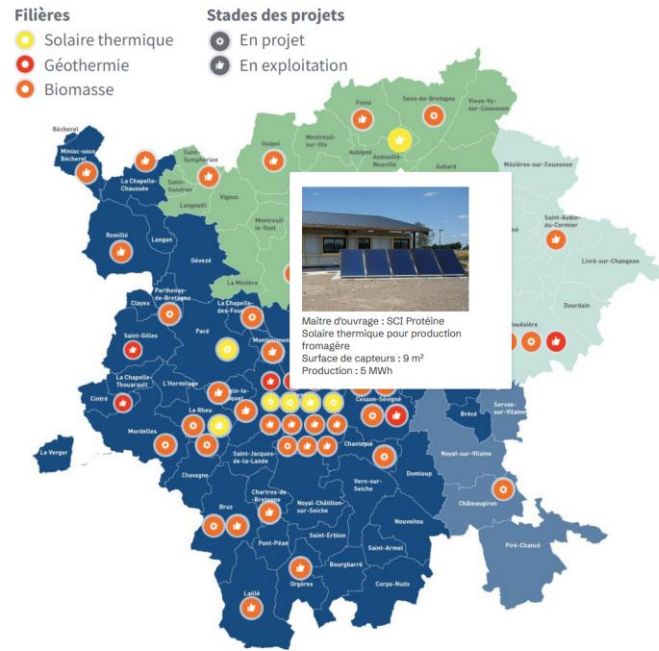 Filières
Solaire thermique
Géothermie
Biomasse
Stades des projets
En projet
En exploitation
Bécherel
Miniac-sous-
Bécherel
La Chapelle-
Chaussée
Saint-
Symphorien
Saint-
Gondran
Langouët
Vignoc
Guipel
Montreuil-
sur-Ille
Feins
Aubigné
Andouillé-
Neuville
Sens-de-Bretagne
Vieux-Vy-
sur-Couesnon
Gahard
Mézières-sur-Couesnon
Saint-Aubin-
du-Cormier
Livré-sur-Changeon
Dourdain
Romillé
Langan
Gévezé
Montreuil-
le-Gast
La Mézière
Clayes
Parthenay-
de-Bretagne
Pacé
Saint-Gilles
La Chapelle-
Thouarault
L'Hermitage
Cintré
Le Rheu
Mordelles
Le Verger
Chavagne
Saint-Jacques-
de-la-Lande
Cesson-Sévigné
Chantepie
Vern-sur-
Seiche
Domloup
Brécé
Servon-
sur-Vilaine
Noyal-sur-Vilaine
Châteaugiron
Piré-Chancé
Bruz
Chartres-de-
-Bretagne
Noyal-Châtillon-
sur-Seiche
Pont-Péan
Saint-Erblon
Nouvoitou
Saint-Armel
Bourgbarré
Orgères
Corps-Nuds
Laillé
Maitre d'ouvrage : SCI Protéine
Solaire thermique pour production
fromagère
Surface de capteurs : 9 m²
Production : 5 MWh